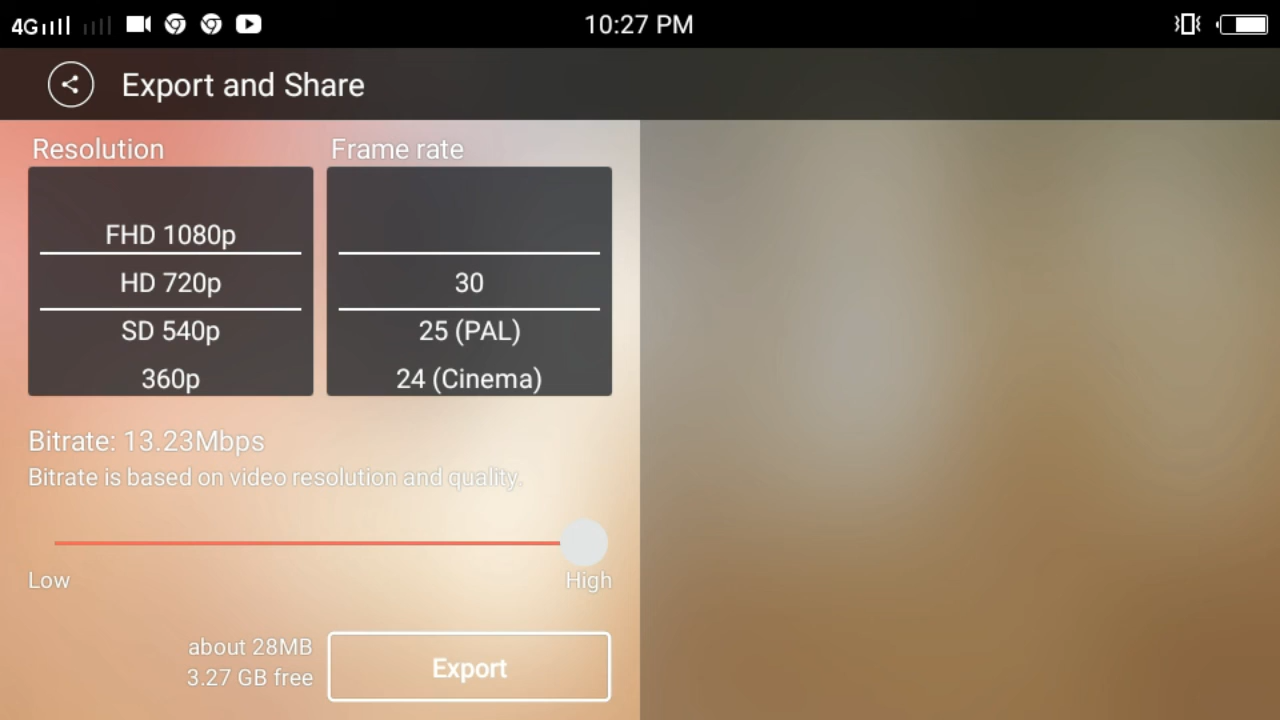 4G
10:27 PM
Export and Share
Resolution
Frame rate
FHD 1080p
HD 720p
SD 540p
360p
30
25 (PAL)
24 (Cinema)
Bitrate: 13.23Mbps
Bitrate is based on video resolution and quality.
Low
High
about 28MB
3.27 GB free
Export